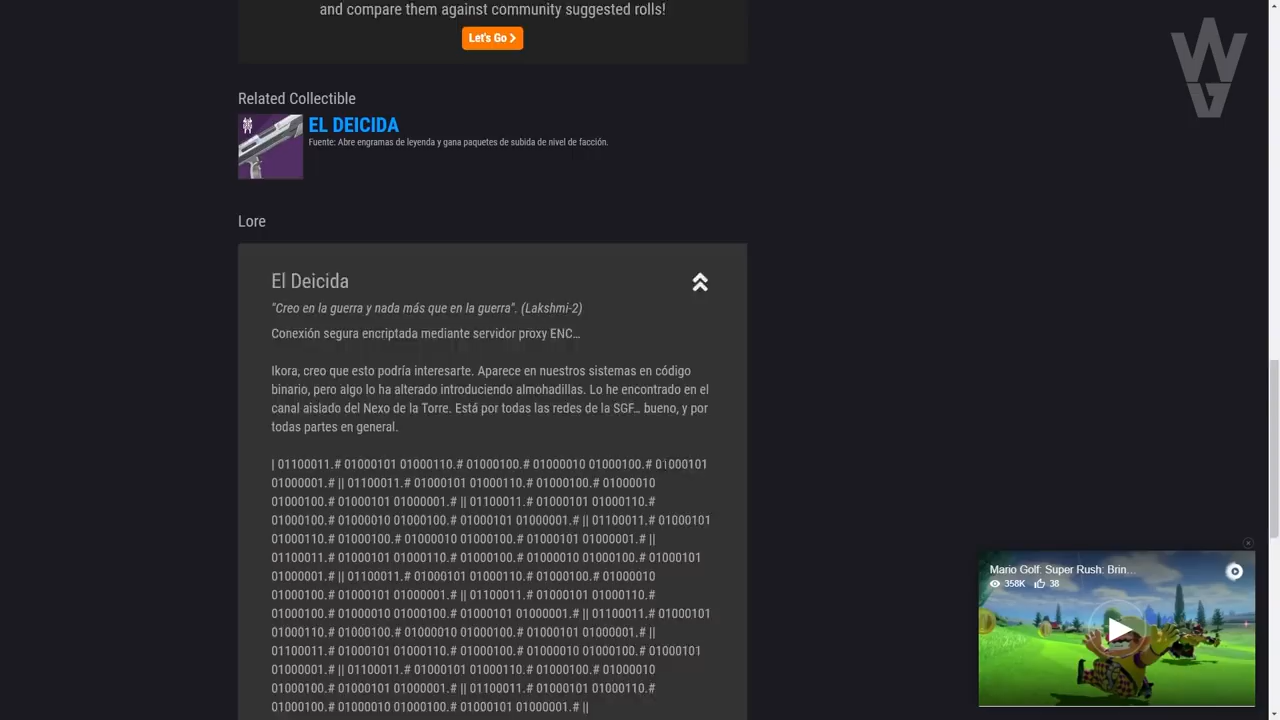 and compare them against community suggested rolls!
Let's Go
Related Collectible
EL DEICIDA
Fuente: Abre engramas de leyenda y gana paquetes de subida de nivel de facción.
Lore
El Deicida
"Creo en la guerra y nada más que en la guerra". (Lakshmi-2)
Conexión segura encriptada mediante servidor proxy ENC…
Ikora, creo que esto podría interesarte. Aparece en nuestros sistemas en código
binario, pero algo lo ha alterado introduciendo almohadillas. Lo he encontrado en el
canal aislado del Nexo de la Torre. Está por todas las redes de la SGF… bueno, y por
todas partes en general.
| 01100011.# 01000101 01000110.# 01000100.# 01000010 01000100.# 01000101
01000001.# || 01100011.# 01000101 01000110.# 01000100.# 01000010
01000100.# 01000101 01000001.# || 01100011.# 01000101 01000110.#
01000100.# 01000010 01000100.# 01000101 01000001.# || 01100011.# 01000101
01000110.# 01000100.# 01000010 01000100.# 01000101 01000001.# ||
01100011.# 01000101 01000110.# 01000100.# 01000010 01000100.# 01000101
01000001.# || 01100011.# 01000101 01000110.# 01000100.# 01000010
01000100.# 01000101 01000001.# || 01100011.# 01000101 01000110.#
01000100.# 01000010 01000100.# 01000101 01000001.# || 01100011.# 01000101
01000110.# 01000100.# 01000010 01000100.# 01000101 01000001.# ||
01100011.# 01000101 01000110.# 01000100.# 01000010 01000100.# 01000101
01000001.# || 01100011.# 01000101 01000110.# 01000100.# 01000010
01000100.# 01000101 01000001.# || 01100011.# 01000101 01000110.#
01000100.# 01000010 01000100.# 01000101 01000001.# ||
Mario Golf: Super Rush: Brin...
358K 38